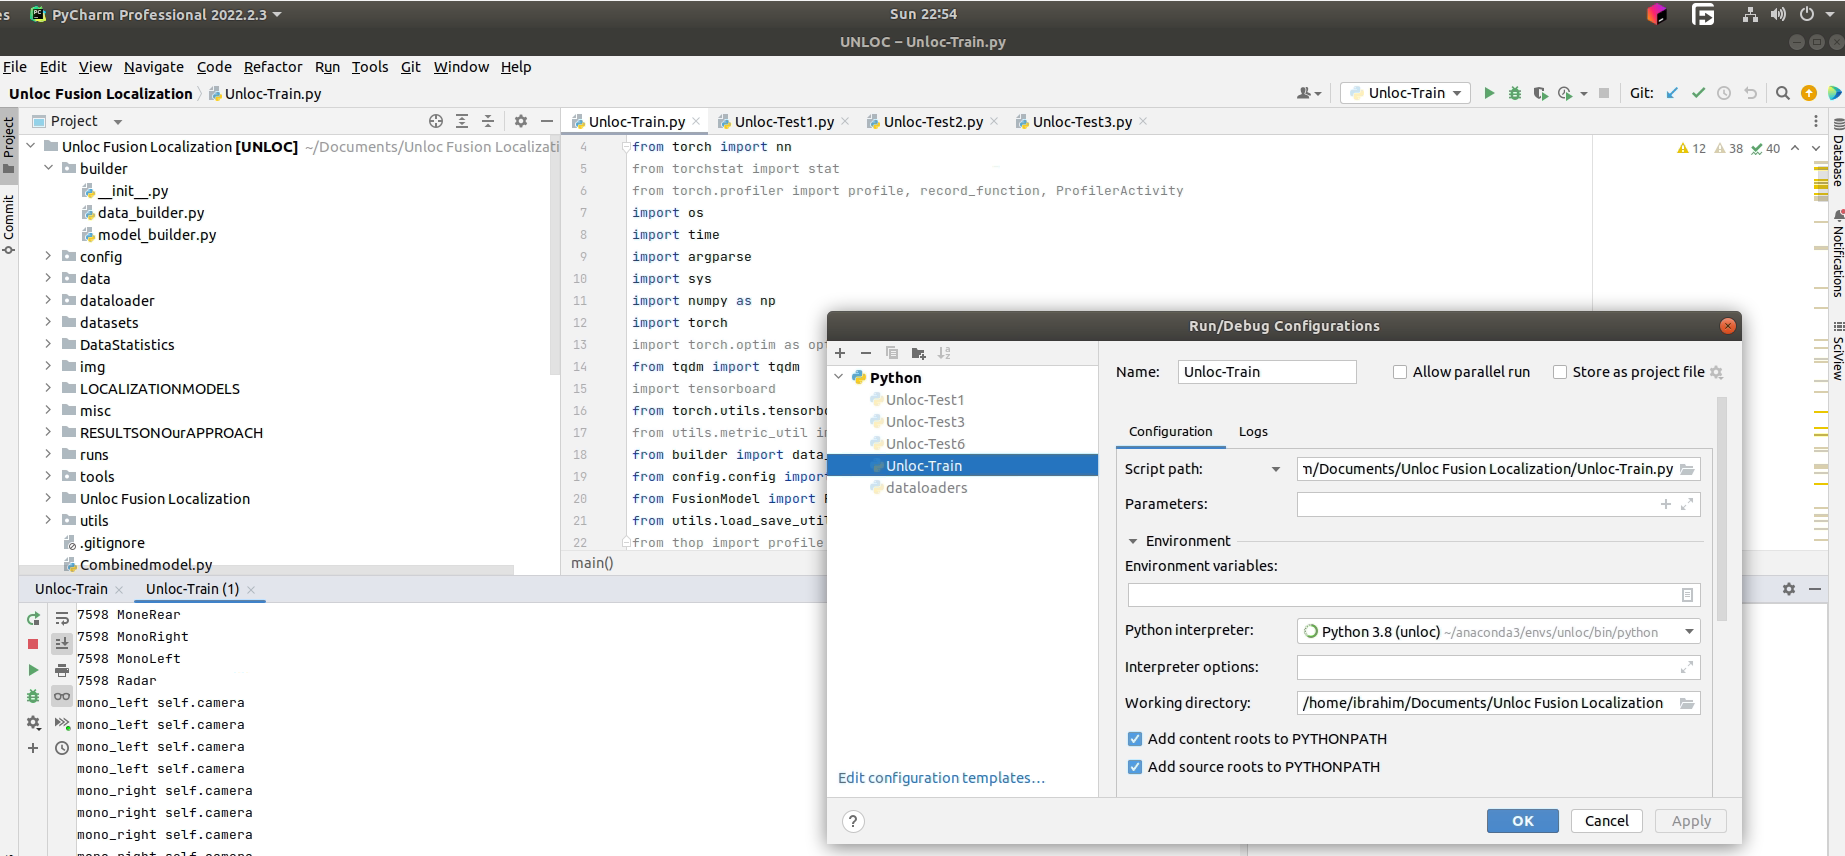 es PyCharm Professional 2022.2.3 Sun 22:54
UNLOC – Unloc-Train.py
File Edit View Navigate Code Refactor Run Tools Git Window Help
Unloc Fusion Localization Unloc-Train.py Unloc-Train Git:
Project
Unloc-Train.py Unloc-Test1.py Unloc-Test2.py Unloc-Test3.py
Project
Commit
Unloc Fusion Localization [UNLOC] ~/Documents/Unloc Fusion Localizati
builder
__init__.py
data_builder.py
model_builder.py
config
data
dataloader
datasets
DataStatistics
img
LOCALIZATIONMODELS
misc
RESULTSONOurAPPROACH
runs
tools
Unloc Fusion Localization
utils
.gitignore
Combinedmodel.py
12 38 40
4 from torch import nn
5 from torchstat import stat
6 from torch.profiler import profile, record_function, ProfilerActivity
7 import os
8 import time
9 import argparse
10 import sys
11 import numpy as np
12 import torch
13 import torch.optim as op
14 from tqdm import tqdm
15 import tensorboard
16 from torch.utils.tensorbo
17 from utils.metric_util i
18 from builder import data_
19 from config.config import
20 from FusionModel import F
21 from utils.load_save_util
22 from thop import profile
main()
Database
Notifications
SciView
Unloc-Train Unloc-Train (1)
7598 MoneRear
7598 MonoRight
7598 MonoLeft
7598 Radar
mono_left self.camera
mono_left self.camera
mono_left self.camera
mono_left self.camera
mono_right self.camera
mono_right self.camera
mono_right self.camera
mono_right self.camera
Run/Debug Configurations
Python
Unloc-Test1
Unloc-Test3
Unloc-Test6
Unloc-Train
dataloaders
Edit configuration templates...
Name: Unloc-Train Allow parallel run Store as project file
Configuration Logs
Script path: n/Documents/Unloc Fusion Localization/Unloc-Train.py
Parameters:
Environment
Environment variables:
Python interpreter: Python 3.8 (unloc) ~/anaconda3/envs/unloc/bin/python
Interpreter options:
Working directory: /home/ibrahim/Documents/Unloc Fusion Localization
Add content roots to PYTHONPATH
Add source roots to PYTHONPATH
? OK Cancel Apply